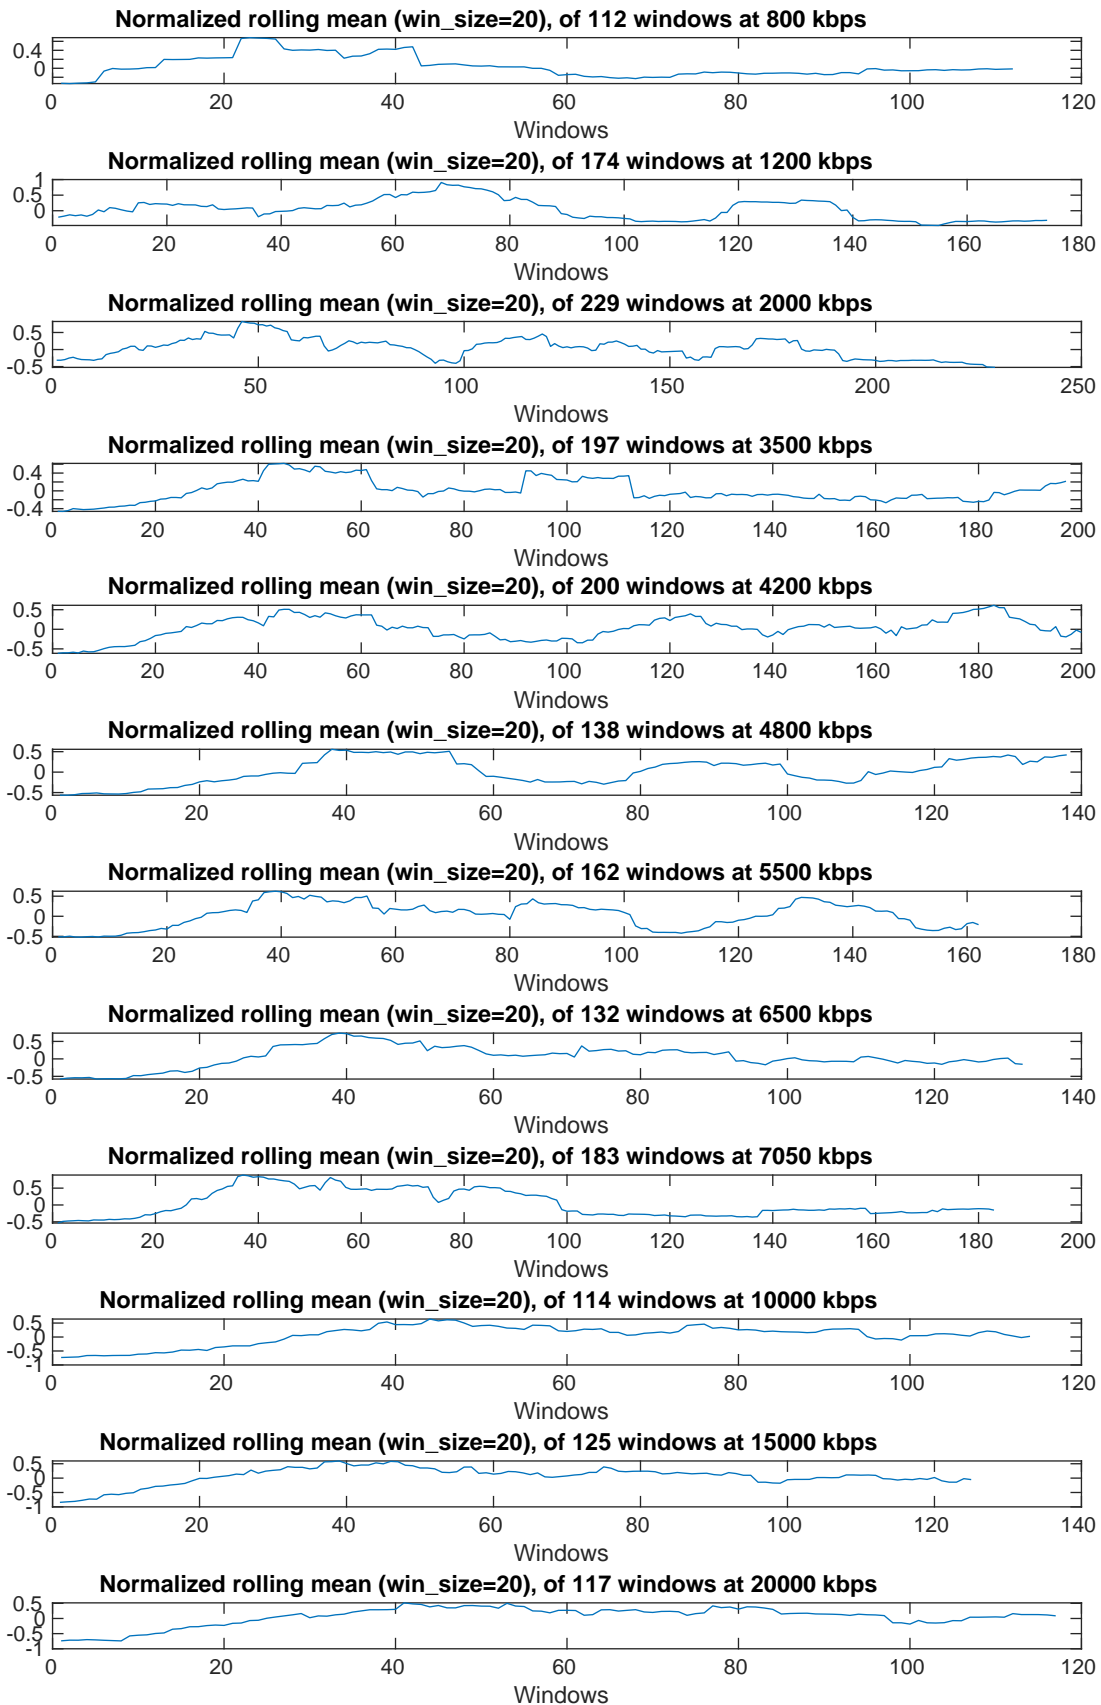 Normalized rolling mean (win_size=20), of 112 windows at 800 kbps
0.4
0
0 20 40 60 80 100 120
Windows
Normalized rolling mean (win_size=20), of 174 windows at 1200 kbps
1
0.5
0
0 20 40 60 80 100 120 140 160 180
Windows
Normalized rolling mean (win_size=20), of 229 windows at 2000 kbps
0.5
0
-0.5
0 50 100 150 200 250
Windows
Normalized rolling mean (win_size=20), of 197 windows at 3500 kbps
0.4
0
-0.4
0 20 40 60 80 100 120 140 160 180 200
Windows
Normalized rolling mean (win_size=20), of 200 windows at 4200 kbps
0.5
0
-0.5
0 20 40 60 80 100 120 140 160 180 200
Windows
Normalized rolling mean (win_size=20), of 138 windows at 4800 kbps
0.5
0
-0.5
0 20 40 60 80 100 120 140
Windows
Normalized rolling mean (win_size=20), of 162 windows at 5500 kbps
0.5
0
-0.5
0 20 40 60 80 100 120 140 160 180
Windows
Normalized rolling mean (win_size=20), of 132 windows at 6500 kbps
0.5
0
-0.5
0 20 40 60 80 100 120 140
Windows
Normalized rolling mean (win_size=20), of 183 windows at 7050 kbps
0.5
0
-0.5
0 20 40 60 80 100 120 140 160 180 200
Windows
Normalized rolling mean (win_size=20), of 114 windows at 10000 kbps
0.5
0
-0.5
-1
0 20 40 60 80 100 120
Windows
Normalized rolling mean (win_size=20), of 125 windows at 15000 kbps
0.5
0
-0.5
-1
0 20 40 60 80 100 120 140
Windows
Normalized rolling mean (win_size=20), of 117 windows at 20000 kbps
0.5
0
-0.5
-1
0 20 40 60 80 100 120
Windows